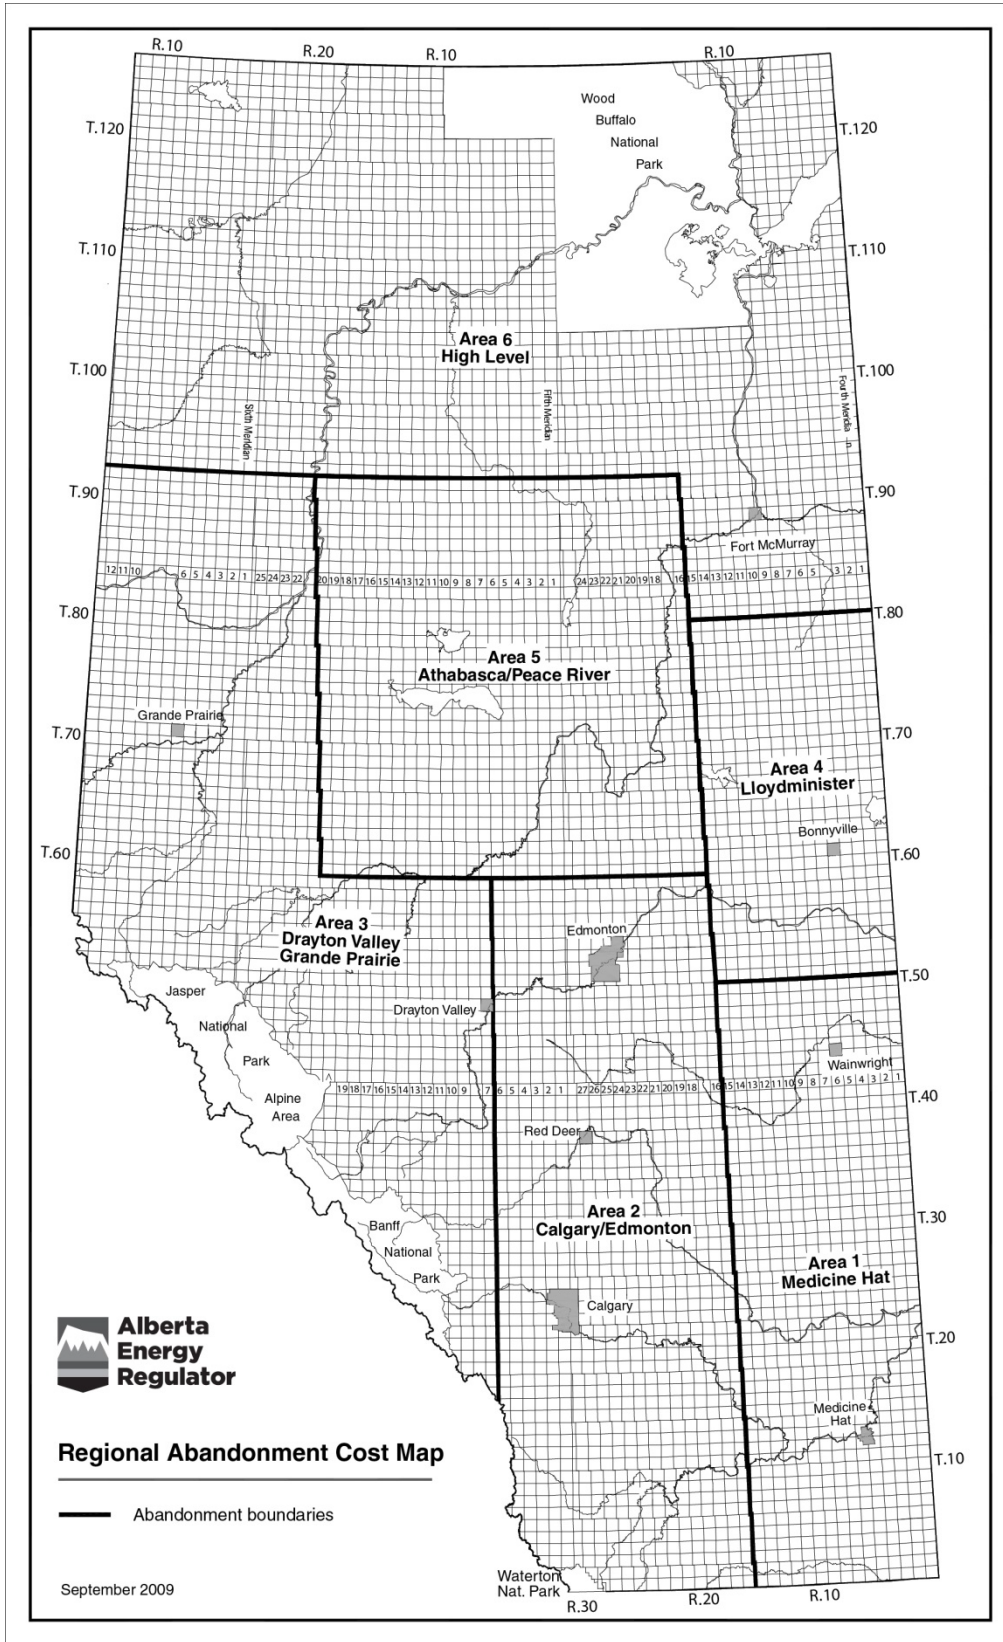 R.10
R.20
R.10
R.10
Wood
Buffalo
National
Park
T.120
T.120
T.110
T.110
Area 6
High Level
T.100
T.100
Sixth Meridian
Fifth Meridian
Fourth Meridian
T.90
T.90
Fort McMurray
12 11 10 6 5 4 3 2 1 25 24 23 22 20 19 18 17 16 15 14 13 12 11 10 9 8 7 6 5 4 3 2 1 24 23 22 21 20 19 18 16 15 14 13 12 11 10 9 8 7 6 5 3 2 1
T.80
T.80
Area 5
Athabasca/Peace River
Grande Prairie
T.70
T.70
Area 4
Lloydminister
Bonnyville
T.60
T.60
Area 3
Drayton Valley
Grande Prairie
Edmonton
T.50
Jasper
National
Park
Alpine
Area
Drayton Valley
Wainwright
19 18 17 16 15 14 13 12 11 10 9 7 6 5 4 3 2 1 27 26 25 24 23 22 21 20 19 18 16 15 14 13 12 11 10 9 8 7 6 5 4 3 2 1
T.40
Red Deer
Area 2
Calgary/Edmonton
T.30
Banff
National
Park
Area 1
Medicine Hat
Calgary
T.20
Alberta
Energy
Regulator
Medicine
Hat
T.10
Regional Abandonment Cost Map
Abandonment boundaries
September 2009
Waterton
Nat. Park
R.30
R.20
R.10